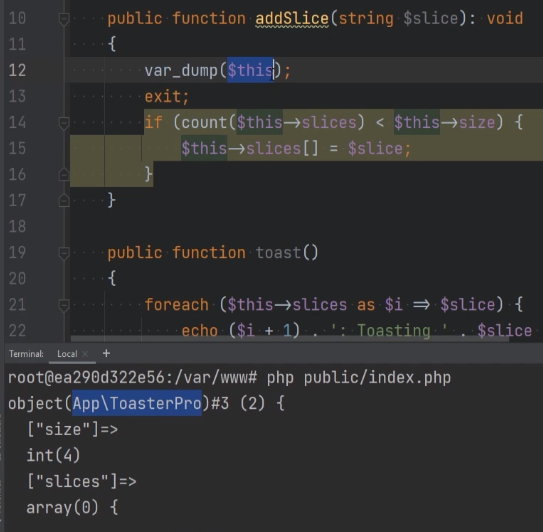 10 public function addSlice(string $slice): void
11 {
12 var_dump($this);
13 exit;
14 if (count($this→slices) < $this→size) {
15 $this→slices[] = $slice;
16 }
17 }
18
19 public function toast()
20 {
21 foreach ($this→slices as $i ⇒ $slice) {
22 echo ($i + 1) . ': Toasting ' . $slice
Terminal: Local × +
root@ea290d322e56:/var/www# php public/index.php
object(App\ToasterPro)#3 (2) {
["size"]=>
int(4)
["slices"]=>
array(0) {